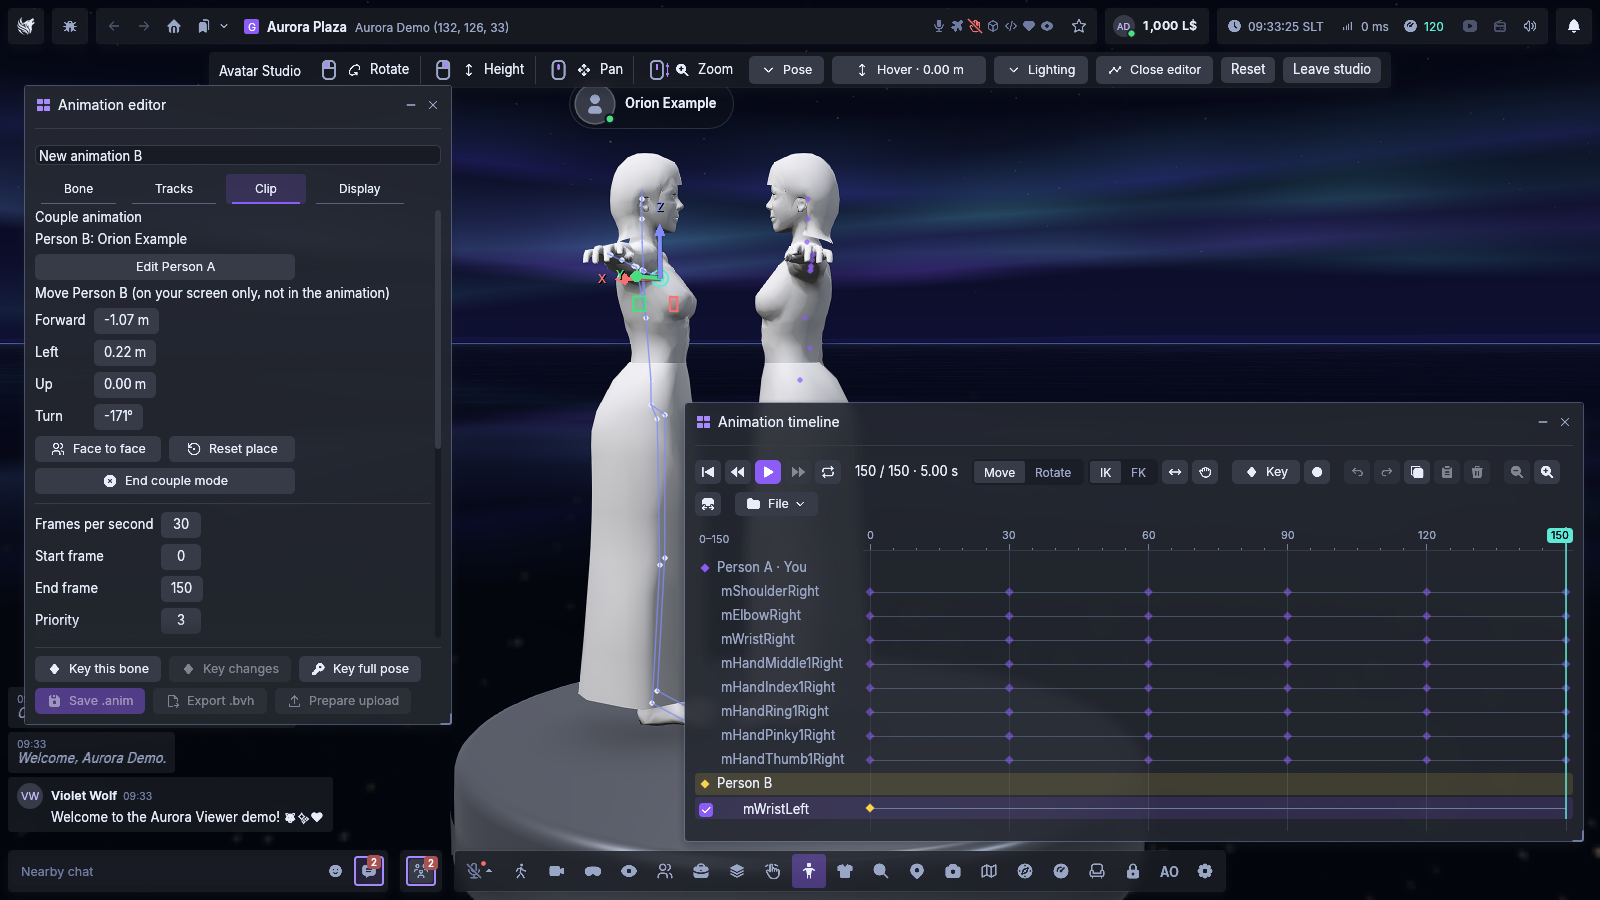 G Aurora Plaza Aurora Demo (132, 126, 33)
AD 1,000 L$
09:33:25 SLT 0 ms 120
Avatar Studio Rotate Height Pan Zoom Pose Hover · 0.00 m Lighting Close editor Reset Leave studio
Animation editor
New animation B
Bone Tracks Clip Display
Couple animation
Person B: Orion Example
Edit Person A
Move Person B (on your screen only, not in the animation)
Forward -1.07 m
Left 0.22 m
Up 0.00 m
Turn -171°
Face to face Reset place
End couple mode
Frames per second 30
Start frame 0
End frame 150
Priority 3
Key this bone Key changes Key full pose
Save .anim Export .bvh Prepare upload
Orion Example
Z
X Y
Animation timeline
150 / 150 · 5.00 s Move Rotate IK FK Key
File
0–150 0 30 60 90 120 150
Person A · You
mShoulderRight
mElbowRight
mWristRight
mHandMiddle1Right
mHandIndex1Right
mHandRing1Right
mHandPinky1Right
mHandThumb1Right
Person B
mWristLeft
09:33
Welcome, Aurora Demo.
VW Violet Wolf 09:33
Welcome to the Aurora Viewer demo!
Nearby chat 2 2
AO